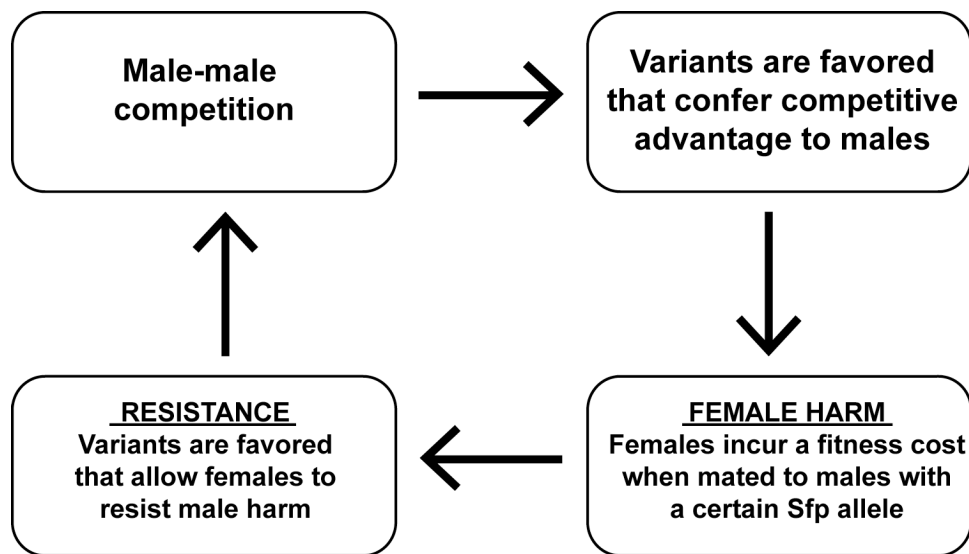 Male-male
competition
Variants are favored
that confer competitive
advantage to males
RESISTANCE
Variants are favored
that allow females to
resist male harm
FEMALE HARM
Females incur a fitness cost
when mated to males with
a certain Sfp allele